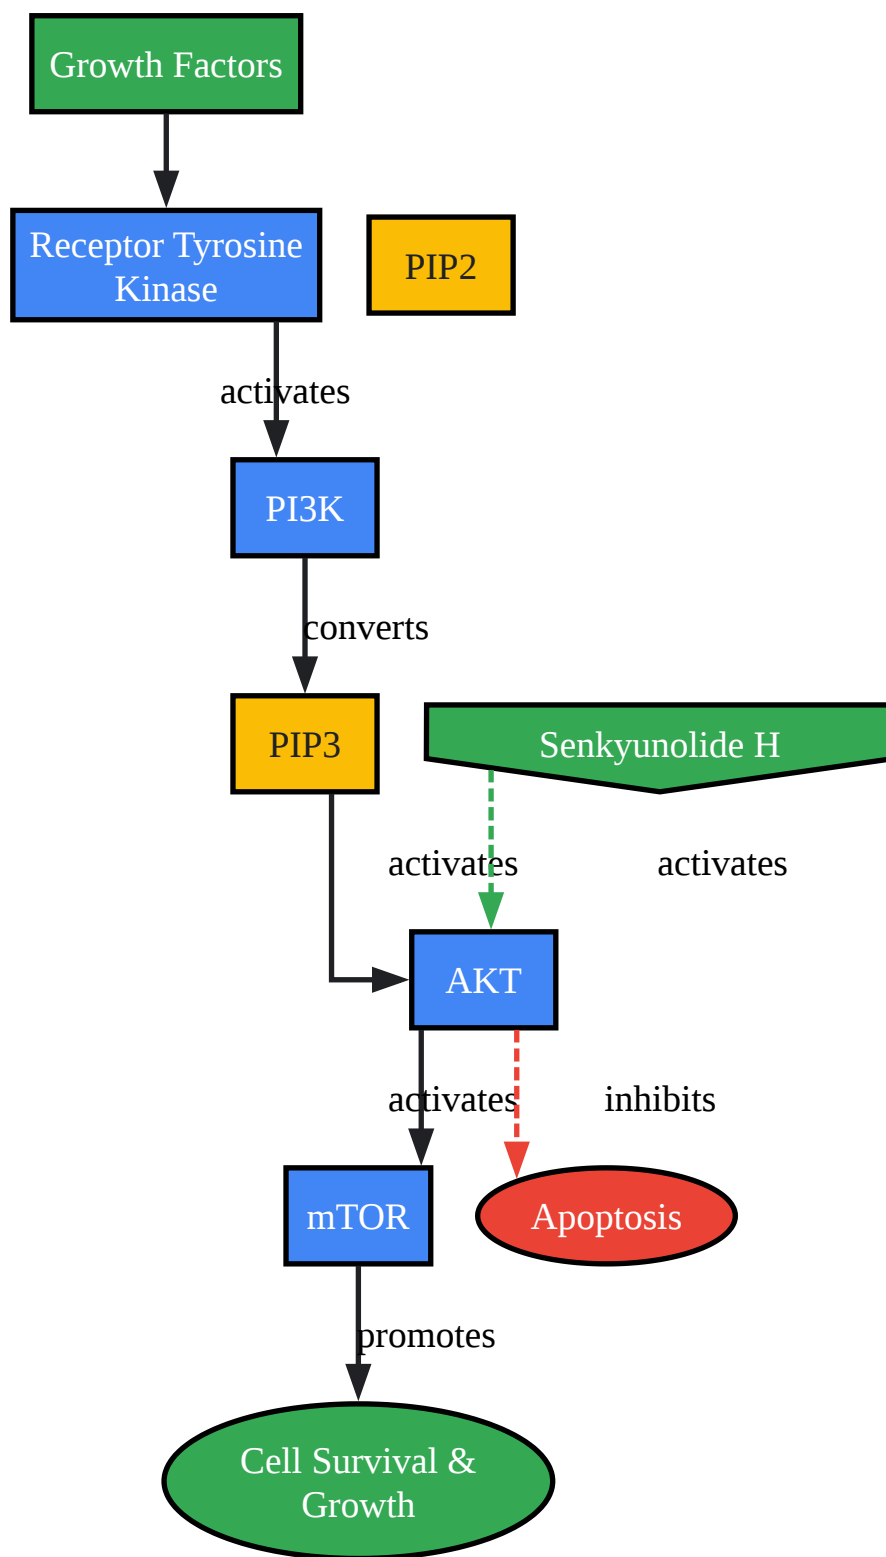 Growth Factors
Receptor Tyrosine
Kinase
PIP2
activates
PI3K
converts
PIP3
Senkyunolide H
activates
activates
AKT
activates
inhibits
mTOR
Apoptosis
promotes
Cell Survival &
Growth